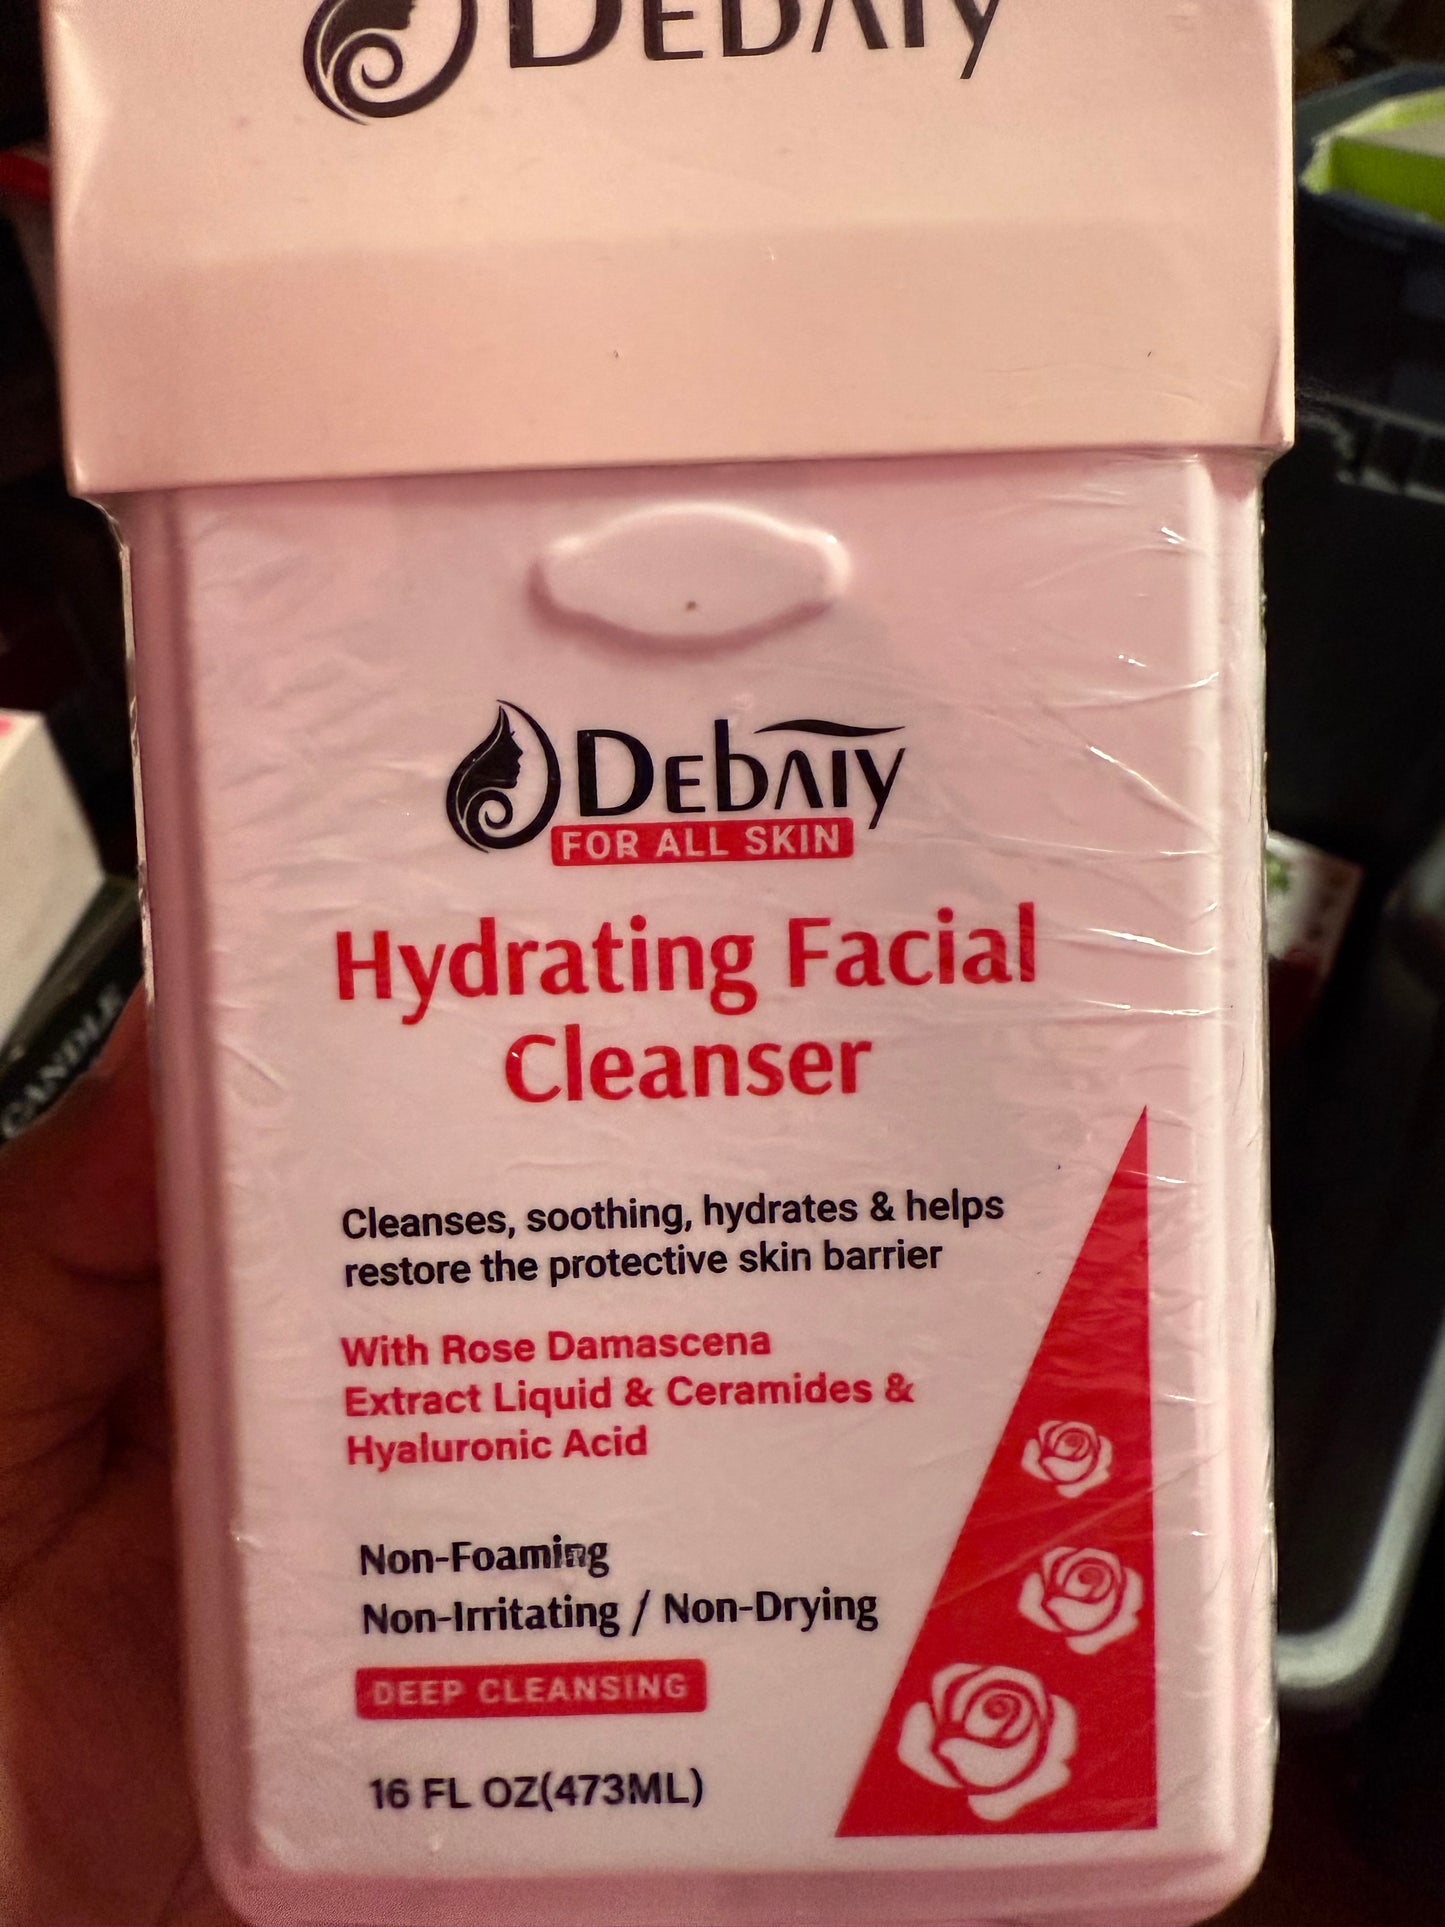 DEBAIY
DEBAIY
FOR ALL SKIN
Hydrating Facial
Cleanser
Cleanses, soothing, hydrates & helps
restore the protective skin barrier
With Rose Damascena
Extract Liquid & Ceramides &
Hyaluronic Acid
Non-Foaming
Non-Irritating / Non-Drying
DEEP CLEANSING
16 FL OZ(473ML)
CANDLE